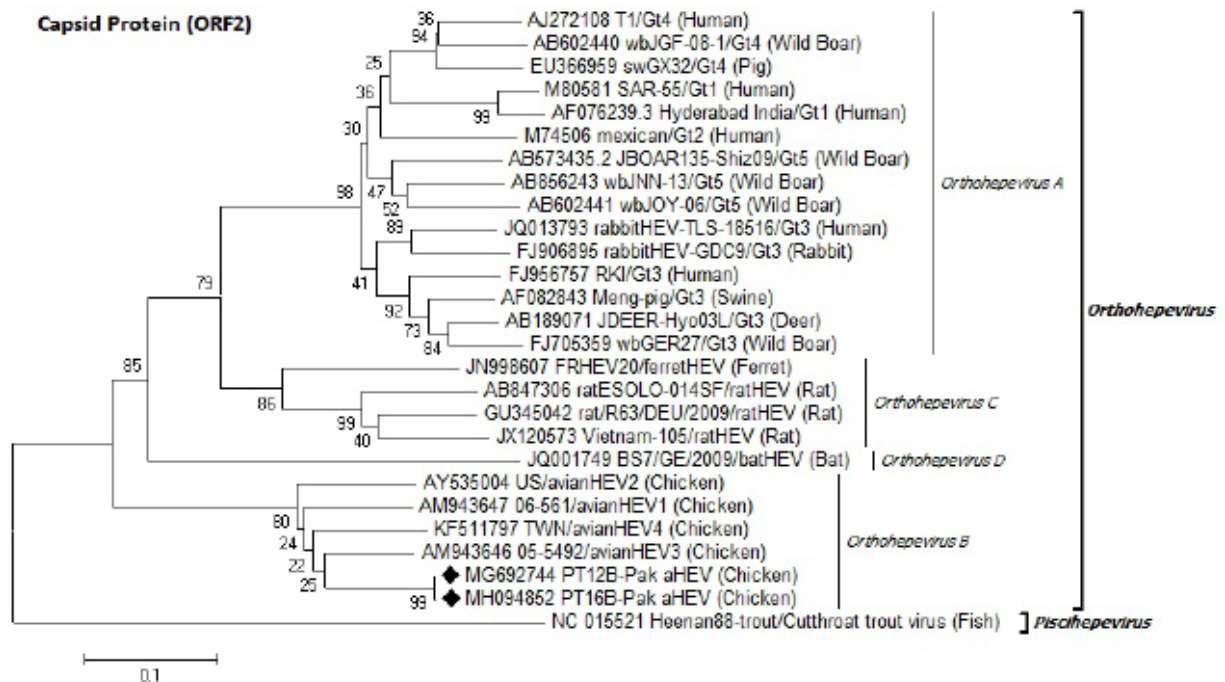 Capsid Protein (ORF2)
AJ272108 T1/Gt4 (Human)
AB602440 wbJGF-08-1/Gt4 (Wild Boar)
EU366959 swGX32/Gt4 (Pig)
M80581 SAR-55/Gt1 (Human)
AF076239.3 Hyderabad India/Gt1 (Human)
M74506 mexican/Gt2 (Human)
AB573435.2 JBOAR135-Shiz09/Gt5 (Wild Boar)
AB856243 wbJNN-13/Gt5 (Wild Boar)
AB602441 wbJOY-06/Gt5 (Wild Boar)
JQ013793 rabbitHEV-TLS-18516/Gt3 (Human)
FJ906895 rabbitHEV-GDC9/Gt3 (Rabbit)
FJ956757 RKI/Gt3 (Human)
AF082843 Meng-pig/Gt3 (Swine)
AB189071 JDEER-Hyo03L/Gt3 (Deer)
FJ705359 wbGER27/Gt3 (Wild Boar)
JN998607 FRHEV20/ferretHEV (Ferret)
AB847306 ratESOLO-014SF/ratHEV (Rat)
GU345042 rat/R63/DEU/2009/ratHEV (Rat)
JX120573 Vietnam-105/ratHEV (Rat)
JQ001749 BS7/GE/2009/batHEV (Bat)
AY535004 US/avianHEV2 (Chicken)
AM943647 06-561/avianHEV1 (Chicken)
KF511797 TWN/avianHEV4 (Chicken)
AM943646 05-5492/avianHEV3 (Chicken)
MG692744 PT12B-Pak aHEV (Chicken)
MH094852 PT16B-Pak aHEV (Chicken)
NC 015521 Heenan88-trout/Cutthroat trout virus (Fish)
Orthohepevirus A
Orthohepevirus C
Orthohepevirus D
Orthohepevirus B
Orthohepevirus
Piscihepevirus
36
94
25
36
99
30
98
47
52
89
41
92
73
84
79
85
86
99
40
80
24
22
25
99
0.1